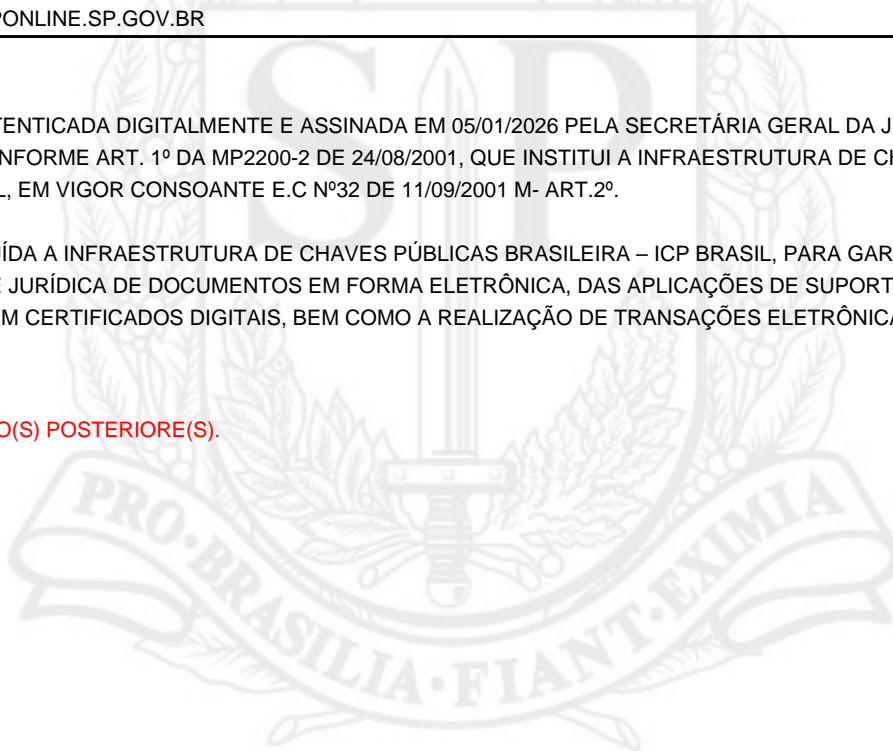 PONLINE.SP.GOV.BR
TENTICADA DIGITALMENTE E ASSINADA EM 05/01/2026 PELA SECRETÁRIA GERAL DA J
NFORME ART. 1º DA MP2200-2 DE 24/08/2001, QUE INSTITUI A INFRAESTRUTURA DE CH
L, EM VIGOR CONSOANTE E.C Nº32 DE 11/09/2001 M- ART.2º.
UÍDA A INFRAESTRUTURA DE CHAVES PÚBLICAS BRASILEIRA – ICP BRASIL, PARA GAR
E JURÍDICA DE DOCUMENTOS EM FORMA ELETRÔNICA, DAS APLICAÇÕES DE SUPORT
EM CERTIFICADOS DIGITAIS, BEM COMO A REALIZAÇÃO DE TRANSAÇÕES ELETRÔNICA
O(S) POSTERIORE(S).
SP
PRO·BRASILIA·FIANT·EXIMIA